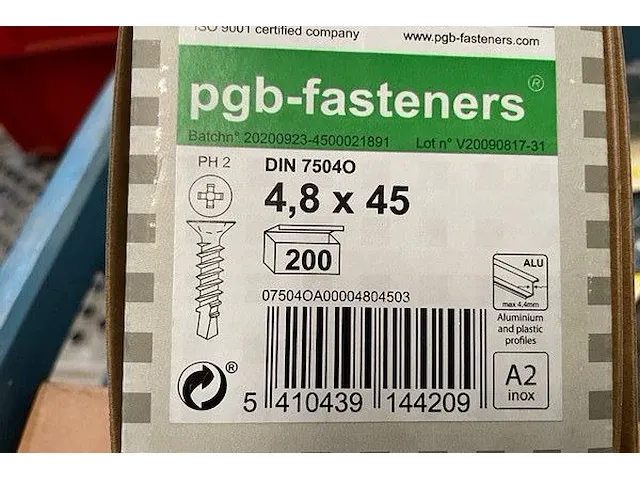 ISO 9001 certified company
www.pgb-fasteners.com
pgb-fasteners®
Batchn° 20200923-4500021891
Lot n° V20090817-31
PH 2
DIN 7504O
4,8 x 45
200
07504OA00004804503
ALU
max 4,4mm
Aluminium
and plastic
profiles
A2
inox
®
5 410439 144209